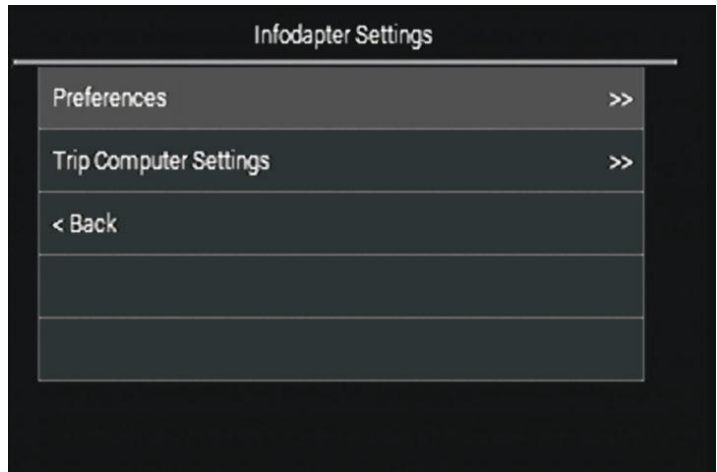 Infodapter Settings
Preferences >>
Trip Computer Settings >>
< Back